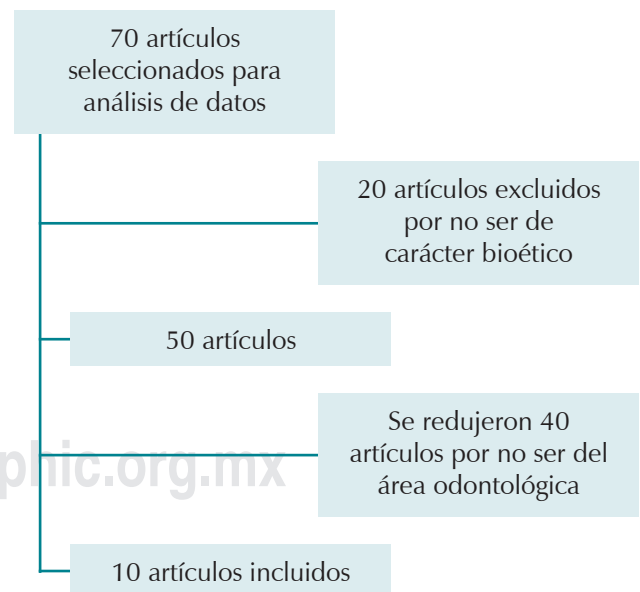 70 artículos
seleccionados para
análisis de datos
20 artículos excluidos
por no ser de
carácter bioético
50 artículos
Se redujeron 40
artículos por no ser del
área odontológica
phic.org.mx
10 artículos incluidos